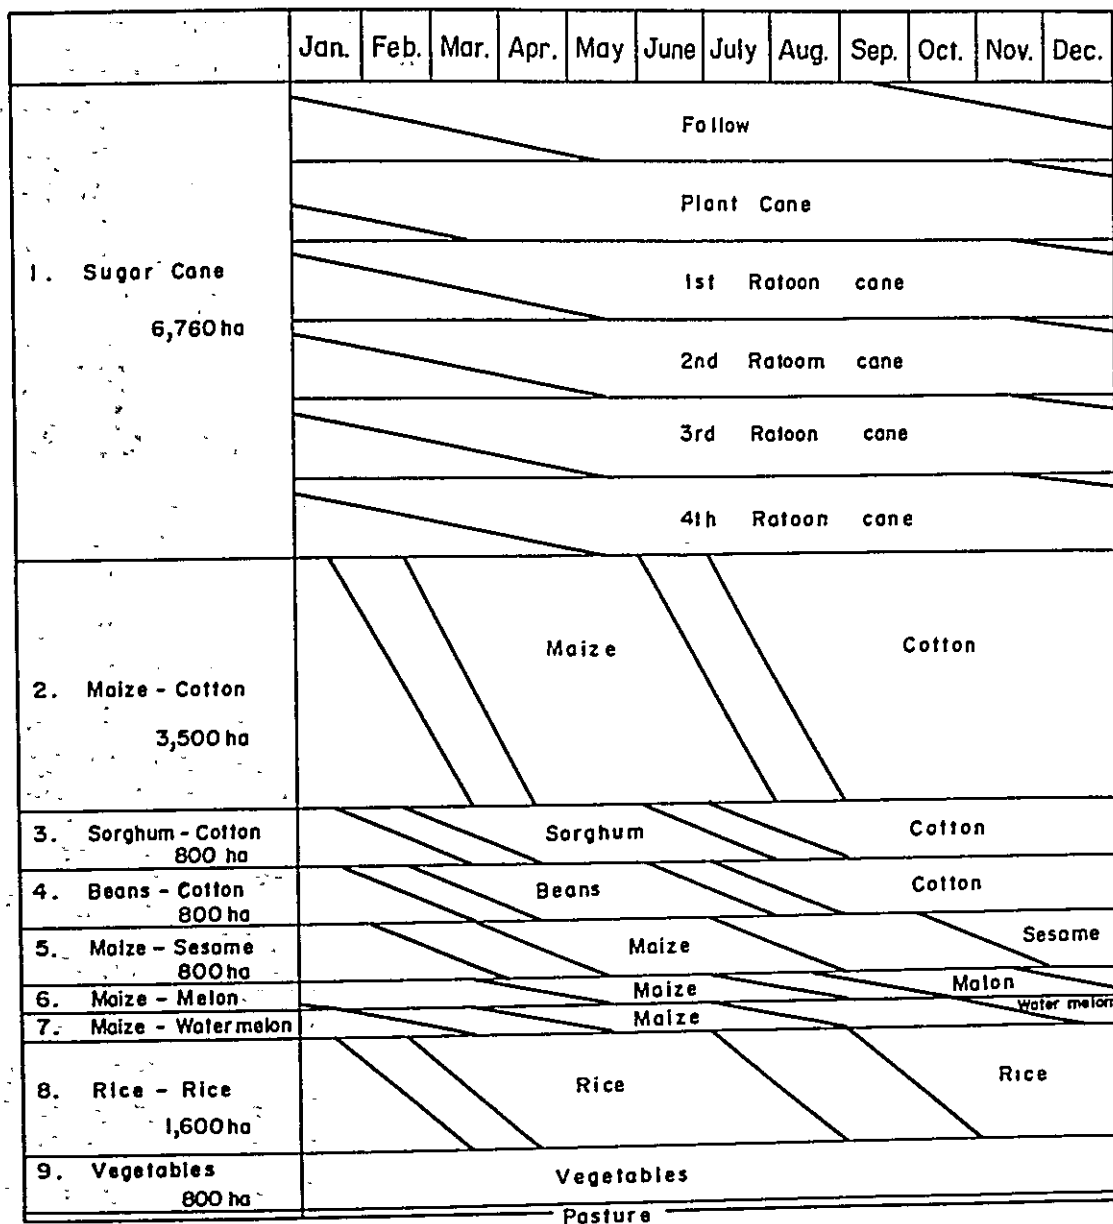 Jan. Feb. Mar. Apr. May June July Aug. Sep. Oct. Nov. Dec.
1. Sugar Cane
6,760 ha
Follow
Plant Cane
1st Ratoon cane
2nd Ratoom cane
3rd Ratoon cane
4th Ratoon cane
2. Maize - Cotton
3,500 ha
Maize
Cotton
3. Sorghum - Cotton
800 ha
Sorghum
Cotton
4. Beans - Cotton
800 ha
Beans
Cotton
5. Maize - Sesame
800 ha
Maize
Sesame
6. Maize - Melon
Maize
Malon
7. Maize - Water melon
Maize
Water melon
8. Rice - Rice
1,600 ha
Rice
Rice
9. Vegetables
800 ha
Vegetables
Pasture